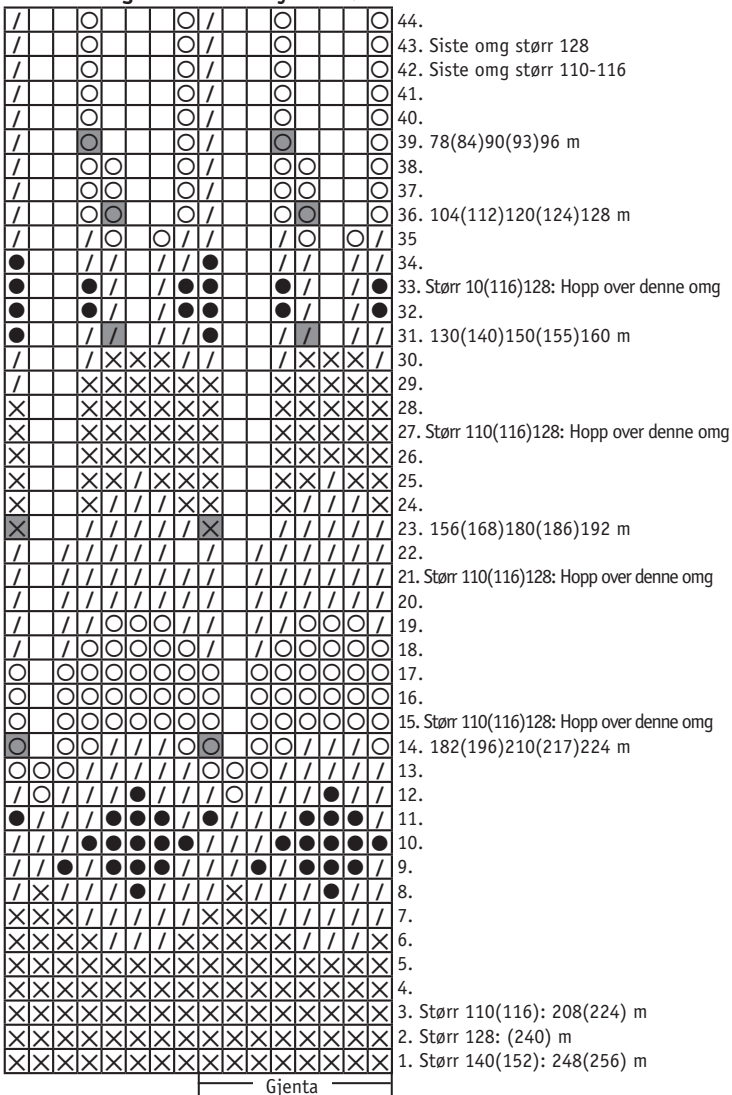 44.
43. Siste omg størr 128
42. Siste omg størr 110-116
41.
40.
39. 78(84)90(93)96 m
38.
37.
36. 104(112)120(124)128 m
35
34.
33. Størr 10(116)128: Hopp over denne omg
32.
31. 130(140)150(155)160 m
30.
29.
28.
27. Størr 110(116)128: Hopp over denne omg
26.
25.
24.
23. 156(168)180(186)192 m
22.
21. Størr 110(116)128: Hopp over denne omg
20.
19.
18.
17.
16.
15. Størr 110(116)128: Hopp over denne omg
14. 182(196)210(217)224 m
13.
12.
11.
10.
9.
8.
7.
6.
5.
4.
3. Størr 110(116): 208(224) m
2. Størr 128: (240) m
1. Størr 140(152): 248(256) m
Gjenta